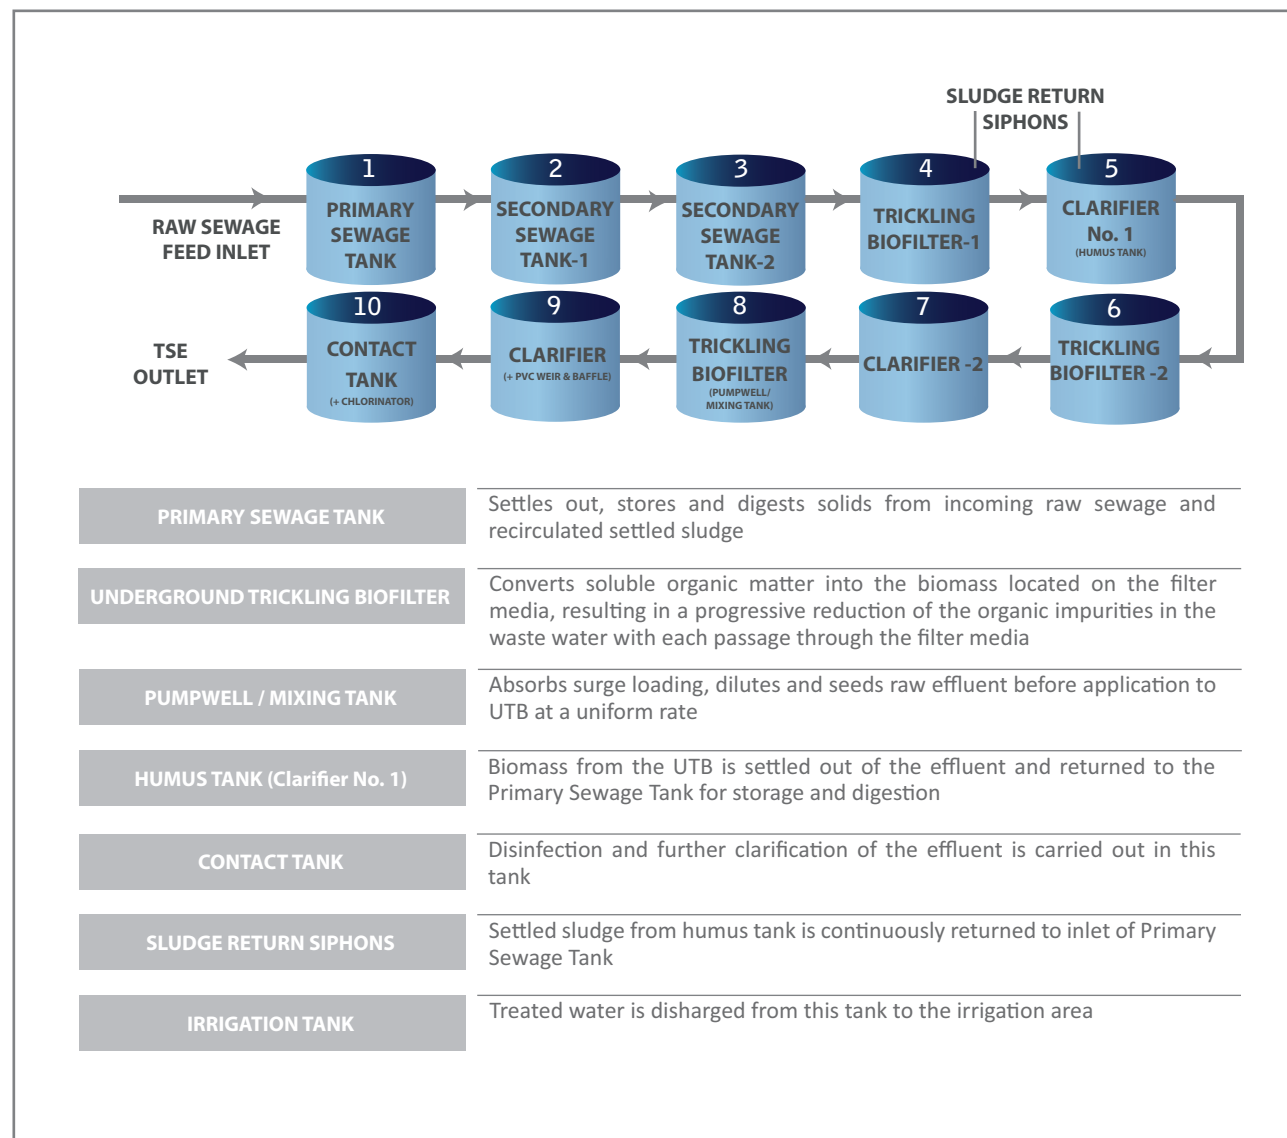 SLUDGE RETURN
SIPHONS
1
PRIMARY
SEWAGE
TANK
2
SECONDARY
SEWAGE
TANK-1
3
SECONDARY
SEWAGE
TANK-2
4
TRICKLING
BIOFILTER-1
5
CLARIFIER
No. 1
(HUMUS TANK)
RAW SEWAGE
FEED INLET
TSE
OUTLET
10
CONTACT
TANK
(+ CHLORINATOR)
9
CLARIFIER
(+ PVC WEIR & BAFFLE)
8
TRICKLING
BIOFILTER
(PUMPWELL/
MIXING TANK)
7
CLARIFIER -2
6
TRICKLING
BIOFILTER -2
PRIMARY SEWAGE TANK
Settles out, stores and digests solids from incoming raw sewage and
recirculated settled sludge
UNDERGROUND TRICKLING BIOFILTER
Converts soluble organic matter into the biomass located on the filter
media, resulting in a progressive reduction of the organic impurities in the
waste water with each passage through the filter media
PUMPWELL / MIXING TANK
Absorbs surge loading, dilutes and seeds raw effluent before application to
UTB at a uniform rate
HUMUS TANK (Clarifier No. 1)
Biomass from the UTB is settled out of the effluent and returned to the
Primary Sewage Tank for storage and digestion
CONTACT TANK
Disinfection and further clarification of the effluent is carried out in this
tank
SLUDGE RETURN SIPHONS
Settled sludge from humus tank is continuously returned to inlet of Primary
Sewage Tank
IRRIGATION TANK
Treated water is disharged from this tank to the irrigation area